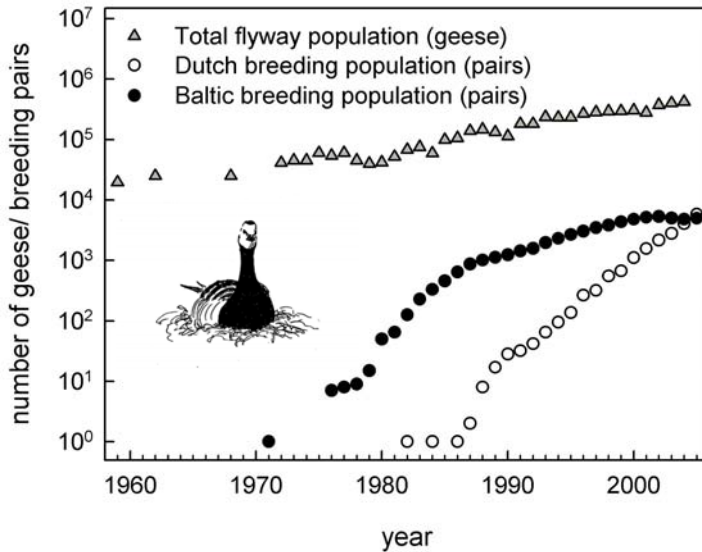 number of geese/ breeding pairs
10^7
10^6
10^5
10^4
10^3
10^2
10^1
10^0
Total flyway population (geese)
Dutch breeding population (pairs)
Baltic breeding population (pairs)
1960 1970 1980 1990 2000
year